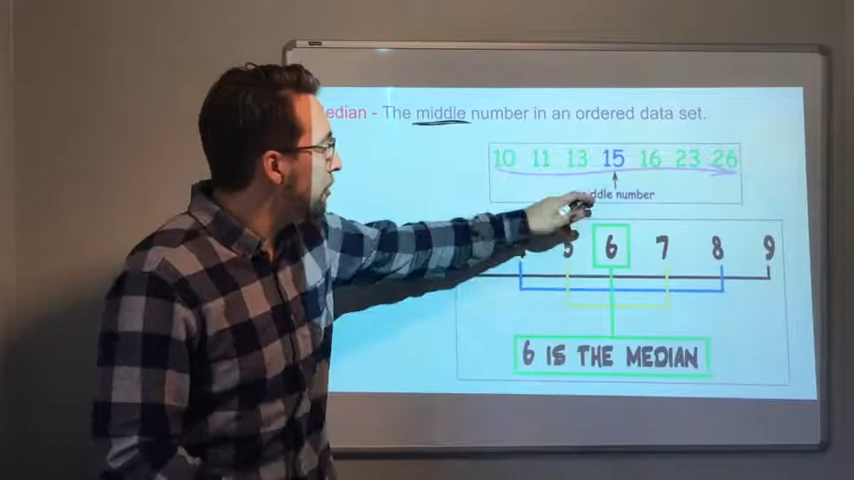 edian - The middle number in an ordered data set.
10 11 13 15 16 23 26
ddle number
5 6 7 8 9
6 IS THE MEDIAN